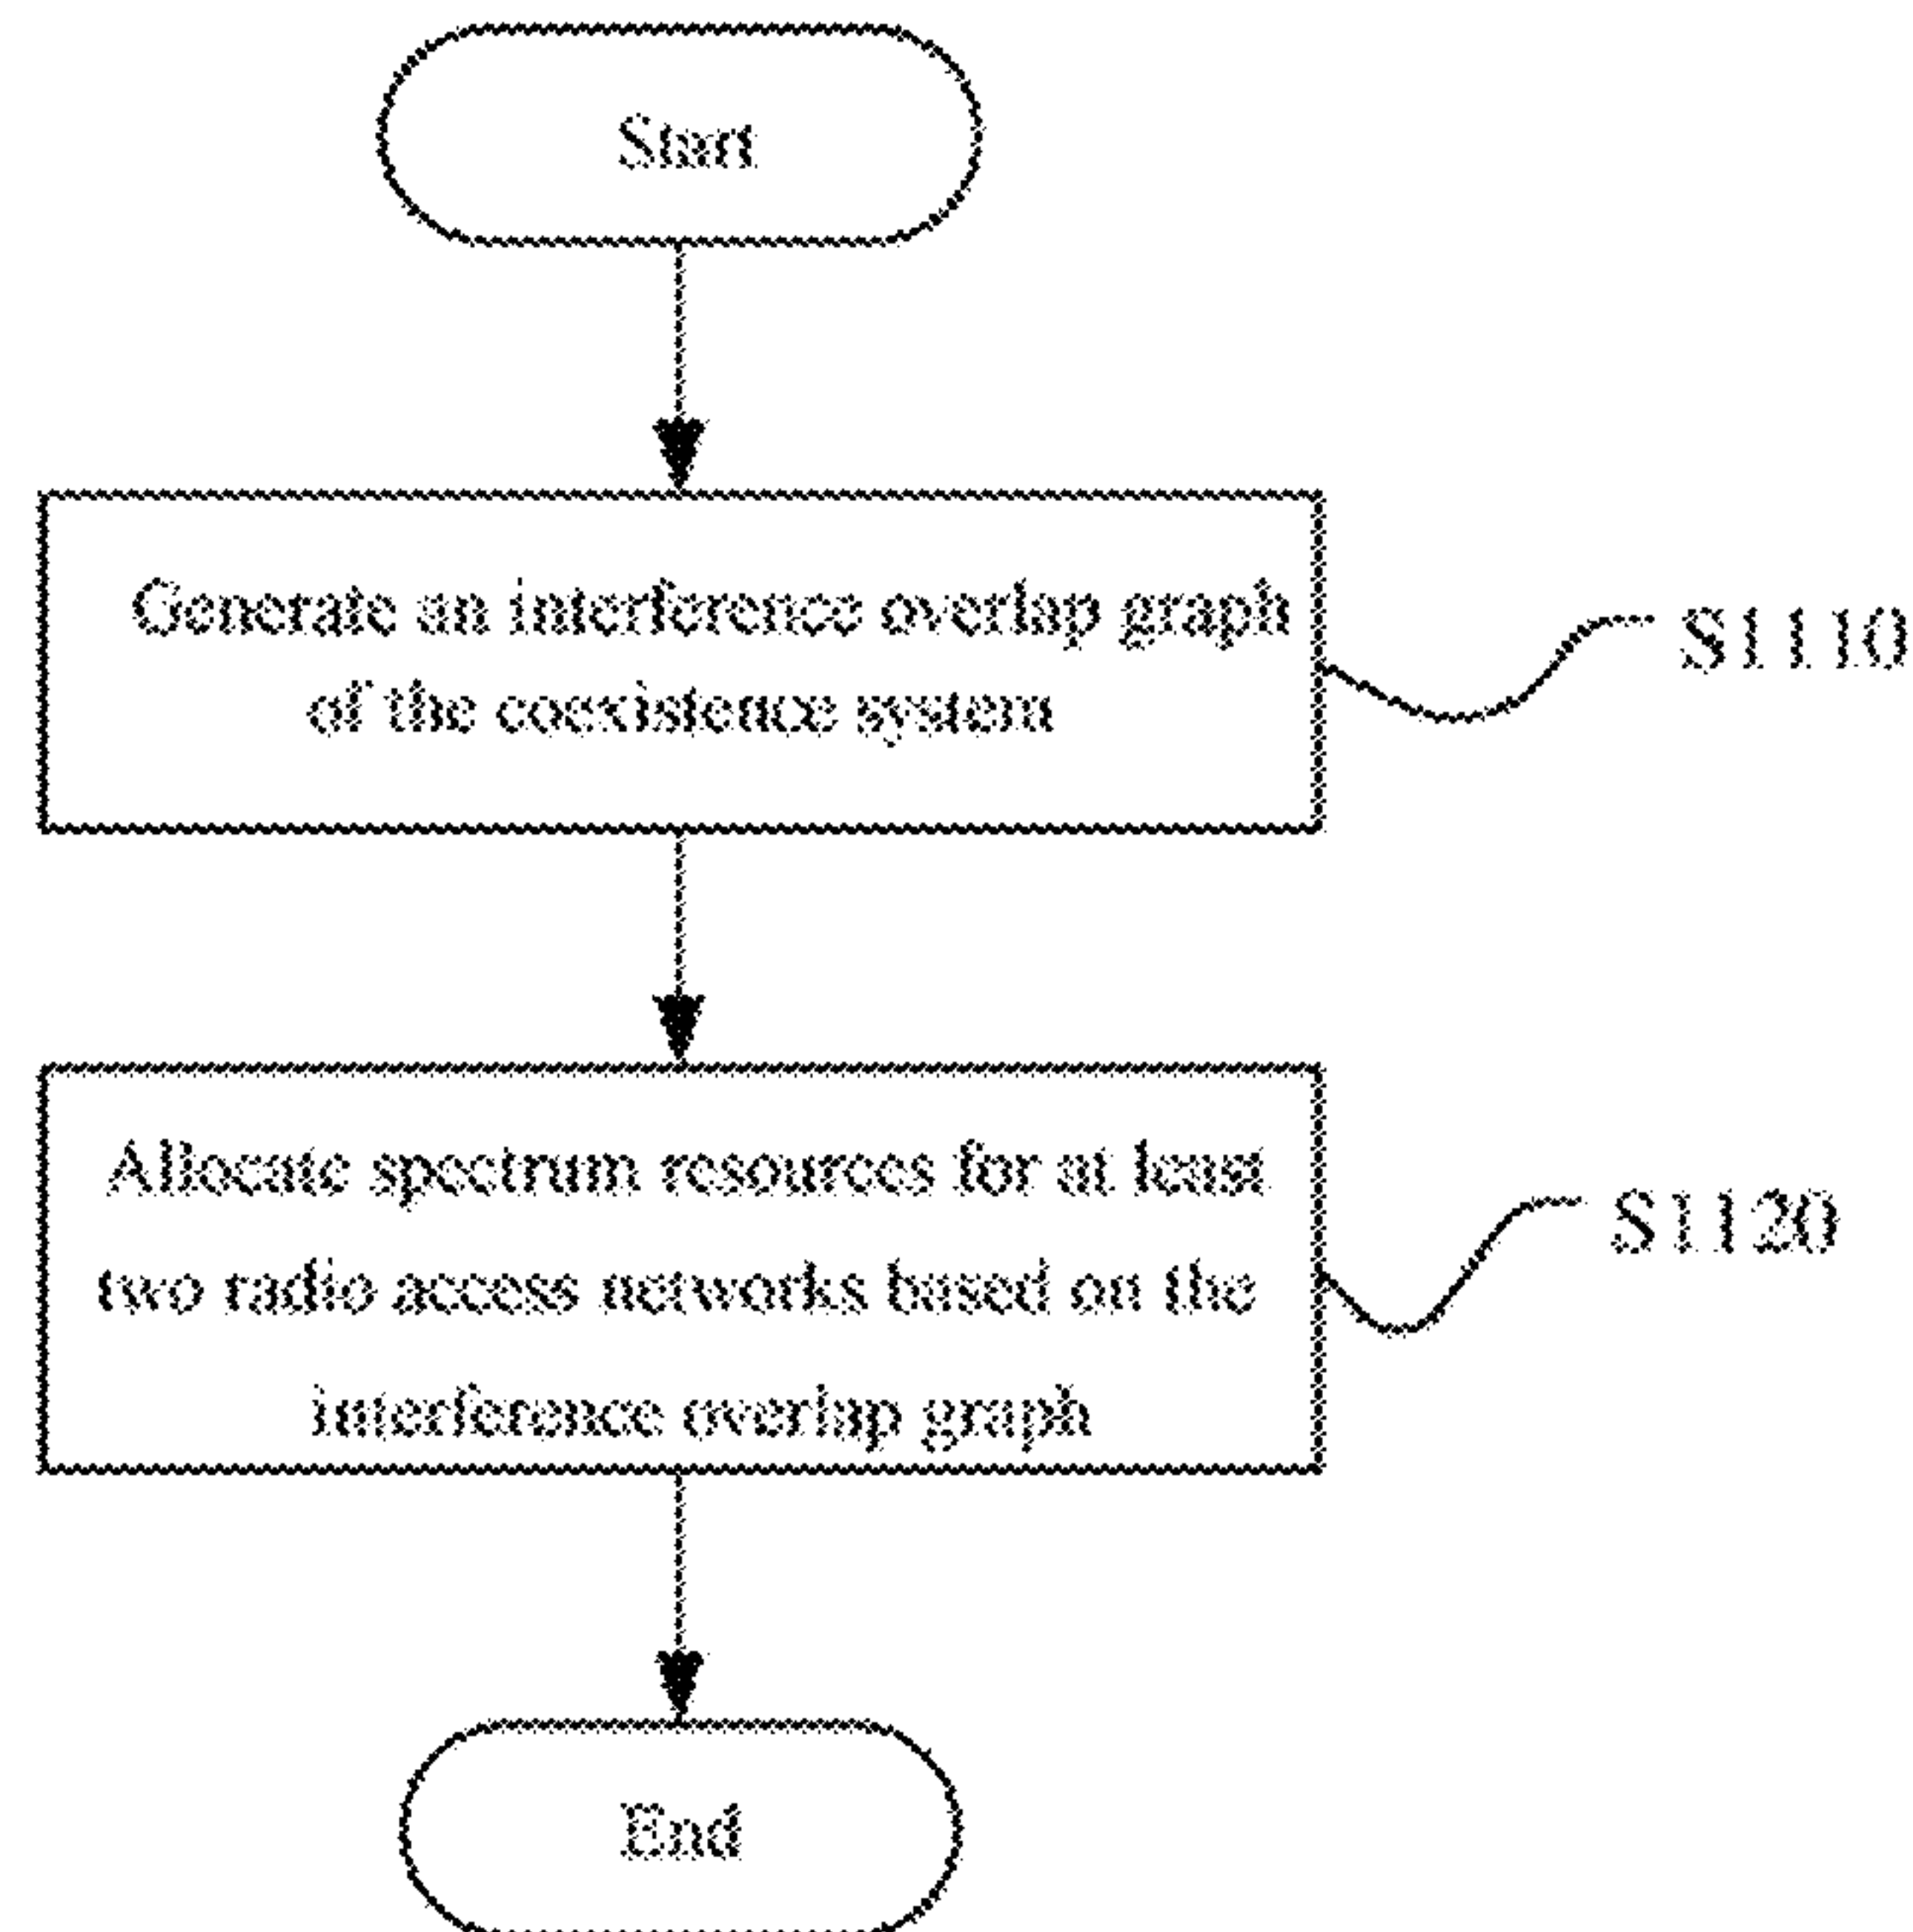 Start
Generate an interference overlap graph
of the coexistence system
S1110
Allocate spectrum resources for at least
two radio access networks based on the
interference overlap graph
S1120
End